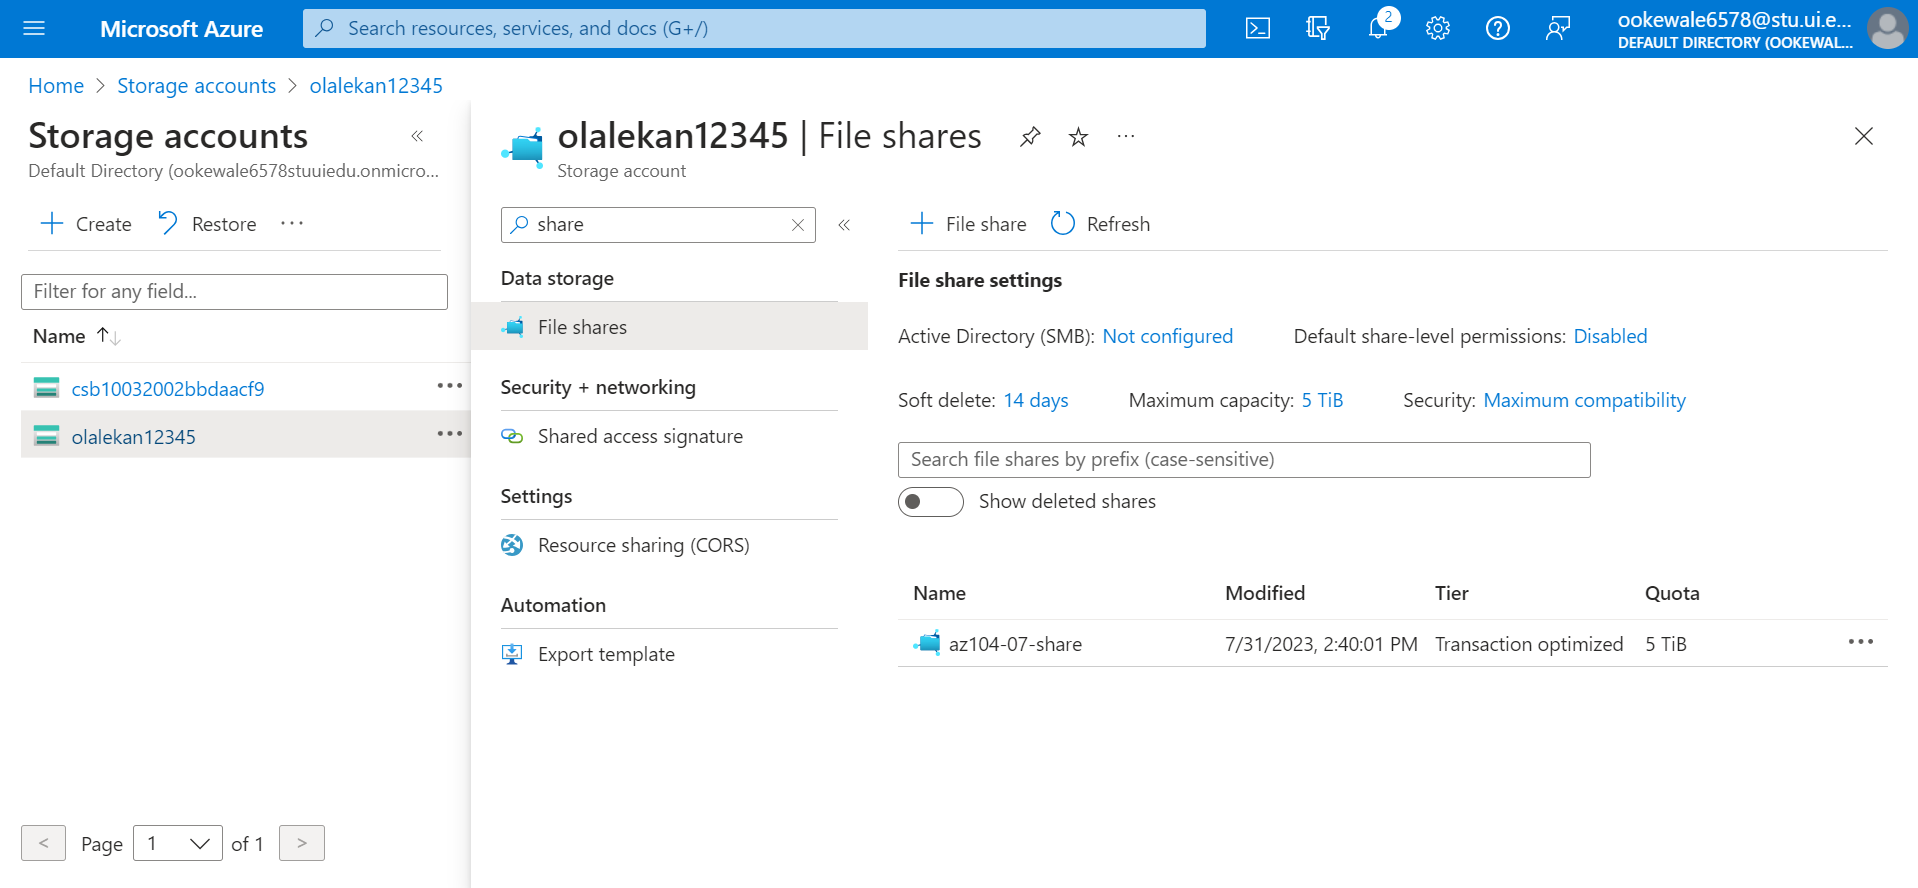 Microsoft Azure
Search resources, services, and docs (G+/)
2
ookewale6578@stu.ui.e...
DEFAULT DIRECTORY (OOKEWAL...
Home > Storage accounts > olalekan12345
Storage accounts
«
Default Directory (ookewale6578stuuiedu.onmicro...
Create
Restore
...
Filter for any field...
Name
csb10032002bbdaacf9
...
olalekan12345
...
< Page 1 of 1 >
olalekan12345 | File shares
...
Storage account
share
«
Data storage
File shares
Security + networking
Shared access signature
Settings
Resource sharing (CORS)
Automation
Export template
File share
Refresh
File share settings
Active Directory (SMB): Not configured
Default share-level permissions: Disabled
Soft delete: 14 days
Maximum capacity: 5 TiB
Security: Maximum compatibility
Search file shares by prefix (case-sensitive)
Show deleted shares
Name Modified Tier Quota
az104-07-share 7/31/2023, 2:40:01 PM Transaction optimized 5 TiB ...